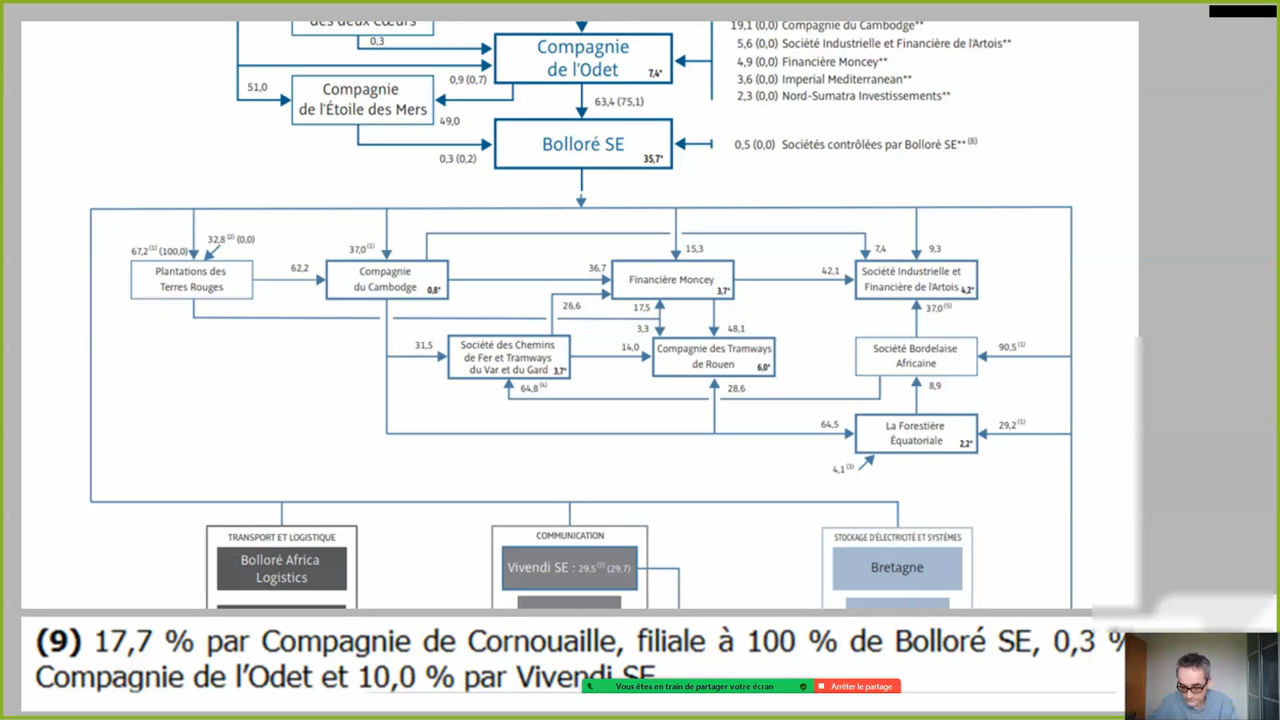 des deux Cœurs
0,3
Compagnie
de l'Odet
7,4*
51,0
0,9 (0,7)
Compagnie
de l'Étoile des Mers
49,0
63,4 (75,1)
0,3 (0,2)
Bolloré SE
35,7*
19,1 (0,0) Compagnie du Cambodge**
5,6 (0,0) Société Industrielle et Financière de l'Artois**
4,9 (0,0) Financière Moncey**
3,6 (0,0) Imperial Mediterranean**
2,3 (0,0) Nord-Sumatra Investissements**
0,5 (0,0) Sociétés contrôlées par Bolloré SE** (8)
67,2 (1) (100,0)
32,8 (2) (0,0)
37,0 (1)
15,3
7,4
9,3
Plantations des
Terres Rouges
62,2
Compagnie
du Cambodge
0,8*
36,7
Financière Moncey
3,7*
42,1
Société Industrielle et
Financière de l'Artois
4,2*
26,6
17,5
3,3
48,1
37,0 (5)
31,5
Société des Chemins
de Fer et Tramways
du Var et du Gard
3,7*
14,0
Compagnie des Tramways
de Rouen
6,0*
Société Bordelaise
Africaine
90,5 (1)
64,8 (4)
28,6
8,9
64,5
La Forestière
Équatoriale
2,2*
29,2 (1)
4,1 (3)
TRANSPORT ET LOGISTIQUE
Bolloré Africa
Logistics
COMMUNICATION
Vivendi SE : 29,5 (7) (29,7)
STOCKAGE D'ÉLECTRICITÉ ET SYSTÈMES
Bretagne
(9) 17,7 % par Compagnie de Cornouaille, filiale à 100 % de Bolloré SE, 0,3 %
Compagnie de l'Odet et 10,0 % par Vivendi SE
Vous êtes en train de partager votre écran
Arrêter le partage